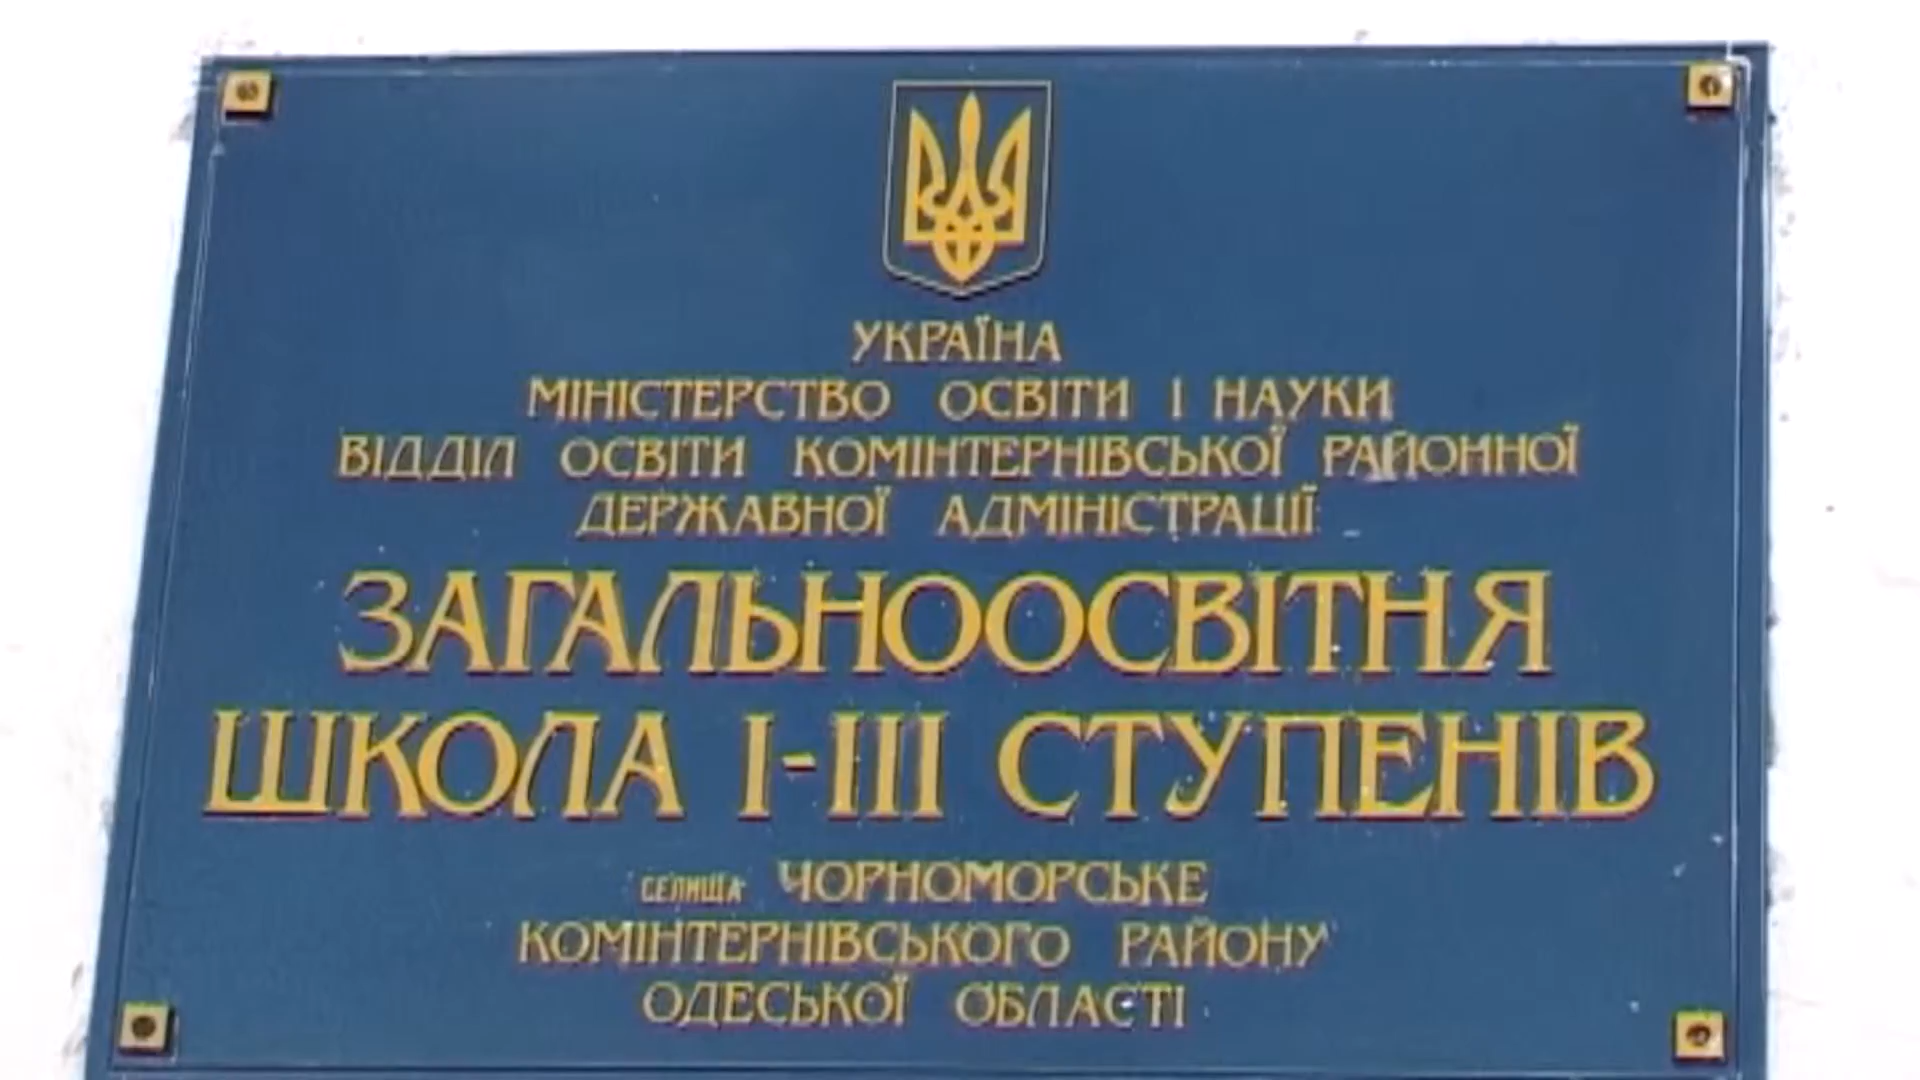 УКРАЇНА
МІНІСТЕРСТВО ОСВІТИ І НАУКИ
ВІДДІЛ ОСВІТИ КОМІНТЕРНІВСЬКОЇ РАЙОННОЇ
ДЕРЖАВНОЇ АДМІНІСТРАЦІЇ
ЗАГАЛЬНООСВІТНЯ
ШКОЛА І-ІІІ СТУПЕНІВ
СЕЛИЩА ЧОРНОМОРСЬКЕ
КОМІНТЕРНІВСЬКОГО РАЙОНУ
ОДЕСЬКОЇ ОБЛАСТІ